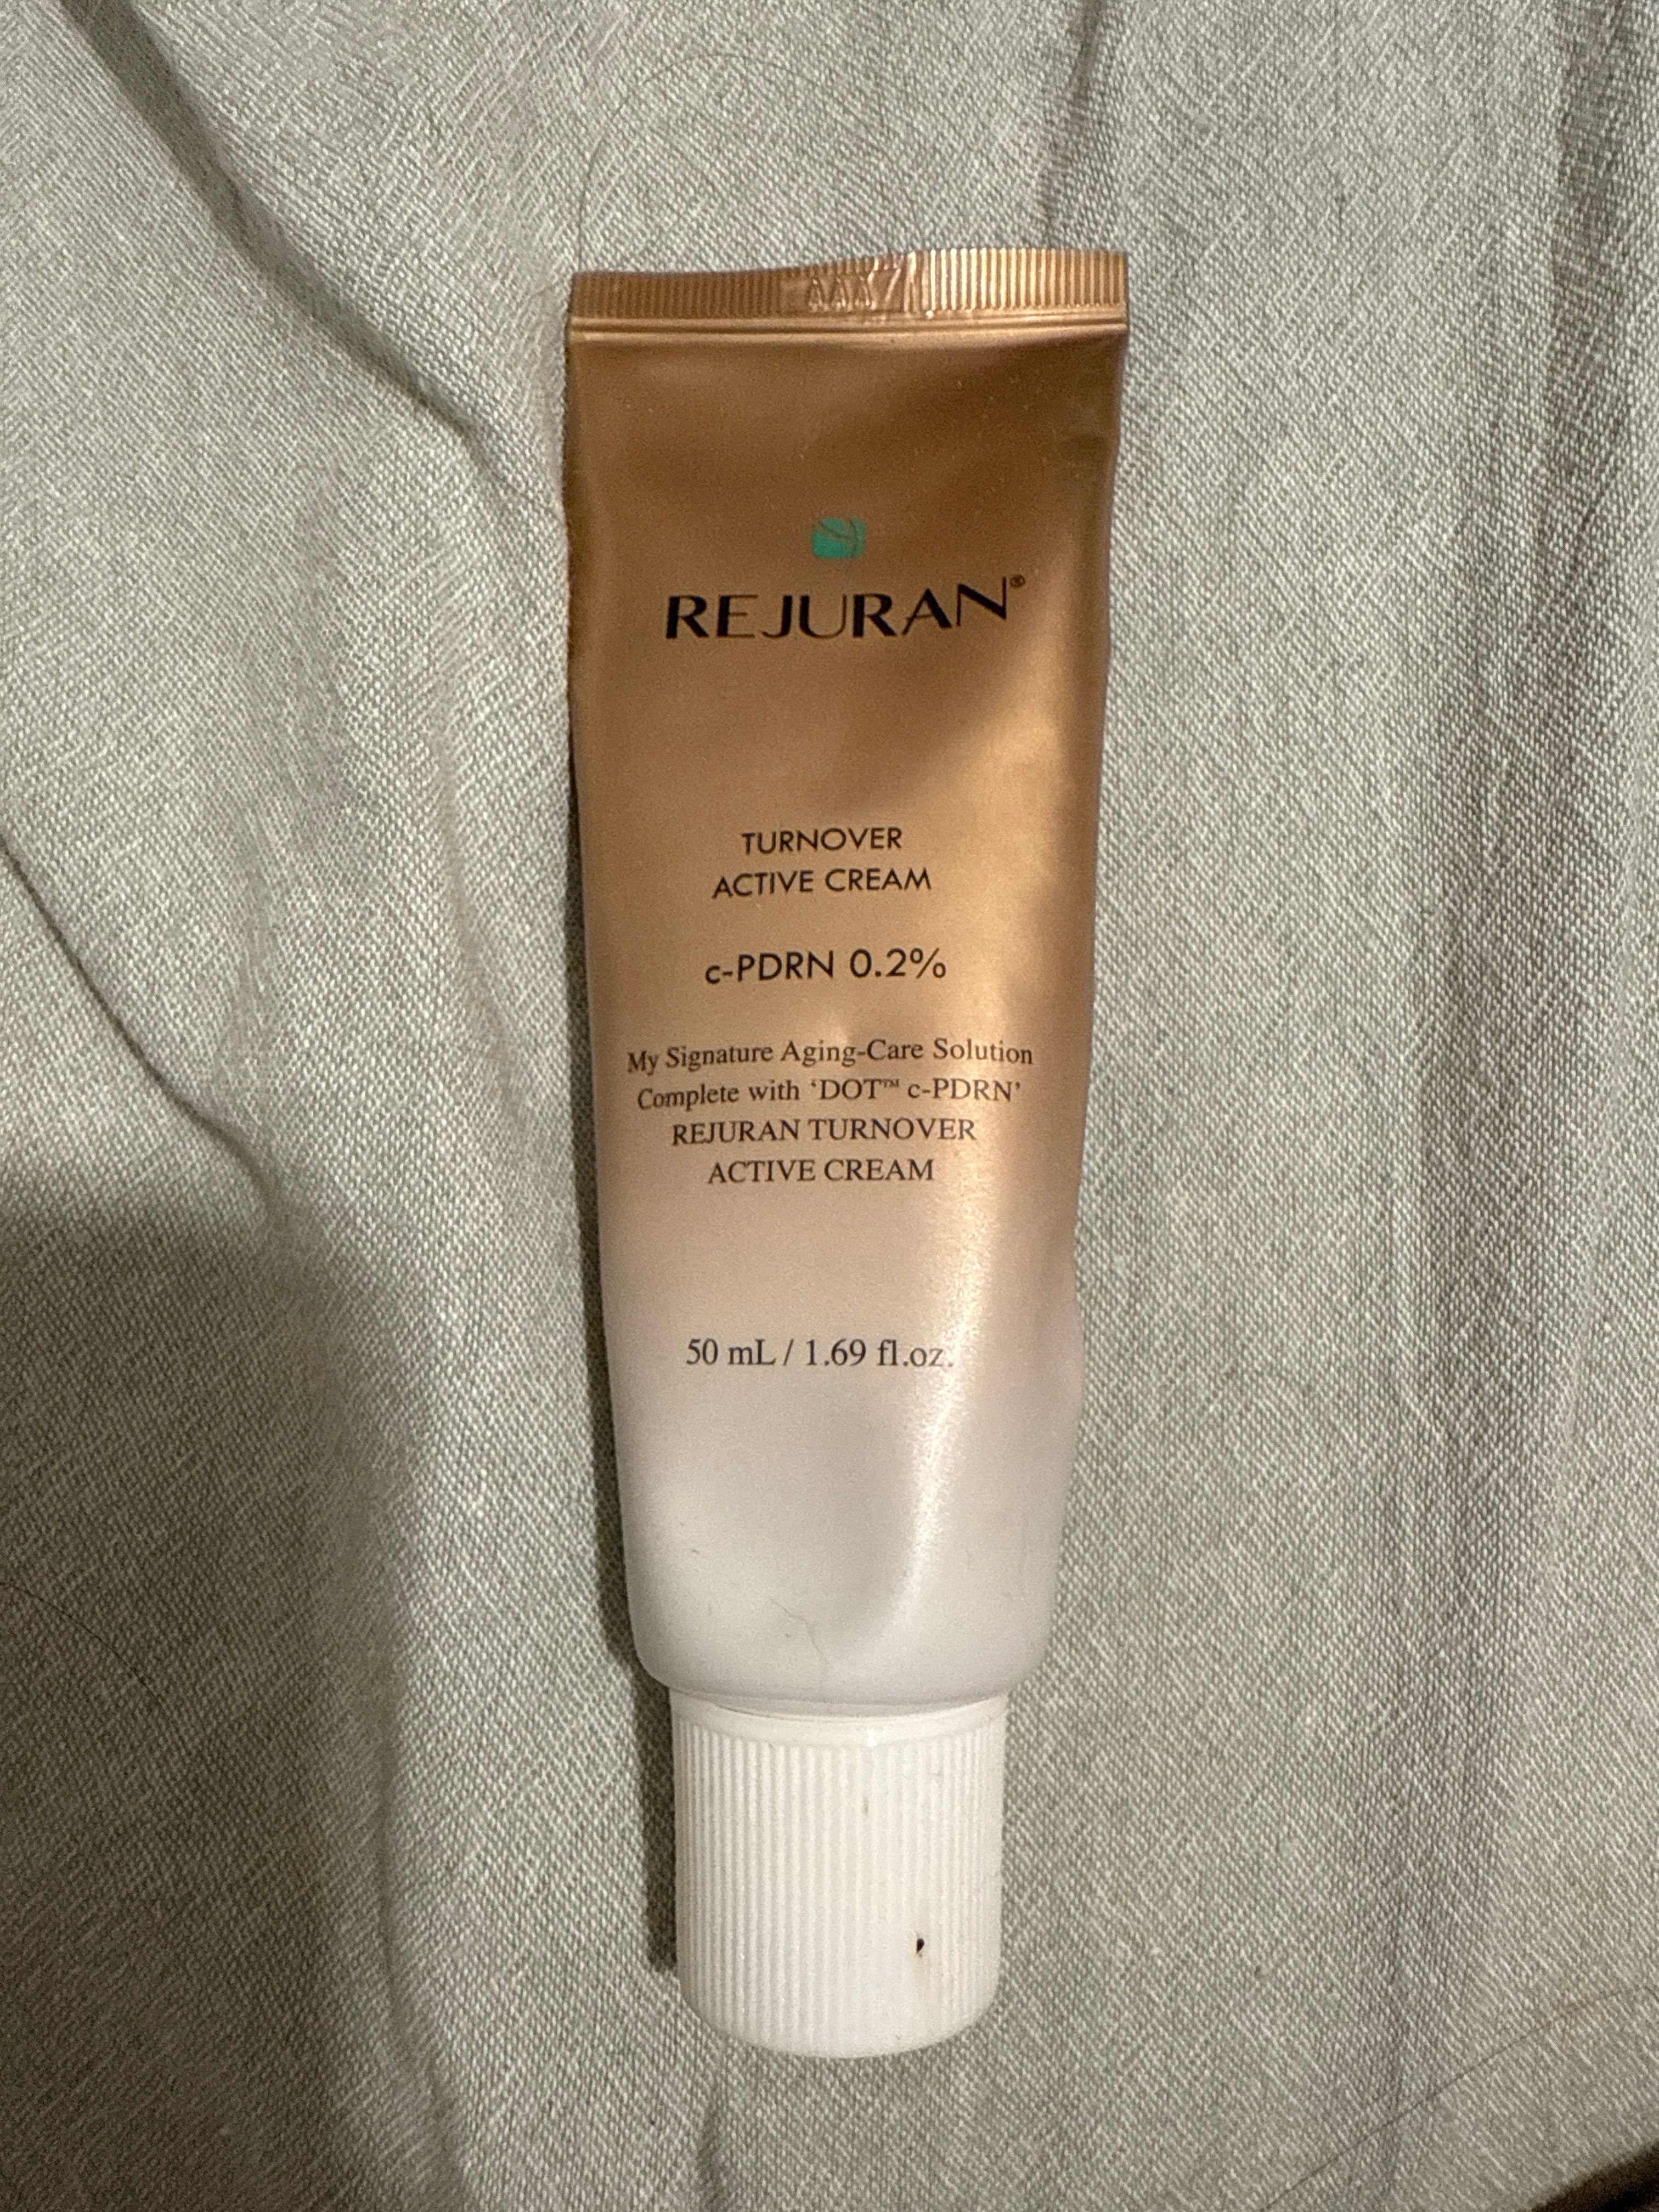 REJURAN®
TURNOVER
ACTIVE CREAM
c-PDRN 0.2%
My Signature Aging-Care Solution
Complete with ‘DOT™ c-PDRN’
REJURAN TURNOVER
ACTIVE CREAM
50 mL / 1.69 fl.oz.